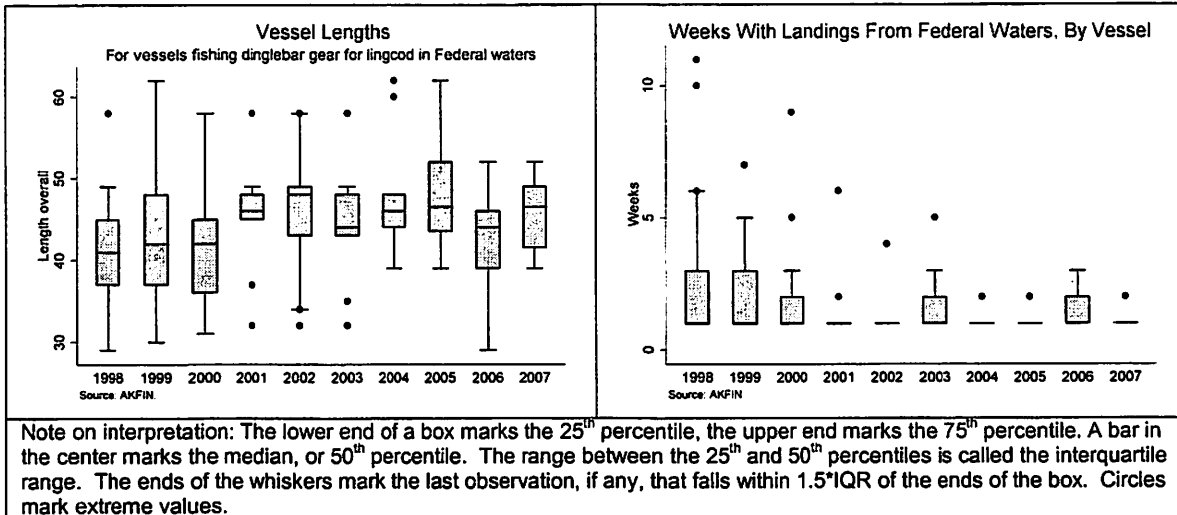 Vessel Lengths
For vessels fishing dinglebar gear for lingcod in Federal waters
Length overall
60
50
40
30
1998 1999 2000 2001 2002 2003 2004 2005 2006 2007
Source: AKFIN.
Weeks With Landings From Federal Waters, By Vessel
Weeks
10
5
0
1998 1999 2000 2001 2002 2003 2004 2005 2006 2007
Source: AKFIN
Note on interpretation: The lower end of a box marks the 25th percentile, the upper end marks the 75th percentile. A bar in
the center marks the median, or 50th percentile. The range between the 25th and 50th percentiles is called the interquartile
range. The ends of the whiskers mark the last observation, if any, that falls within 1.5*IQR of the ends of the box. Circles
mark extreme values.